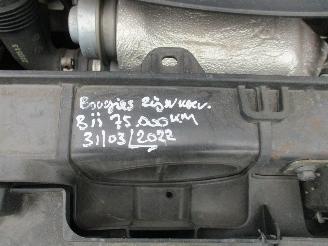 Bougies zijn verv.
Bij 75.000 KM
31/03/2022